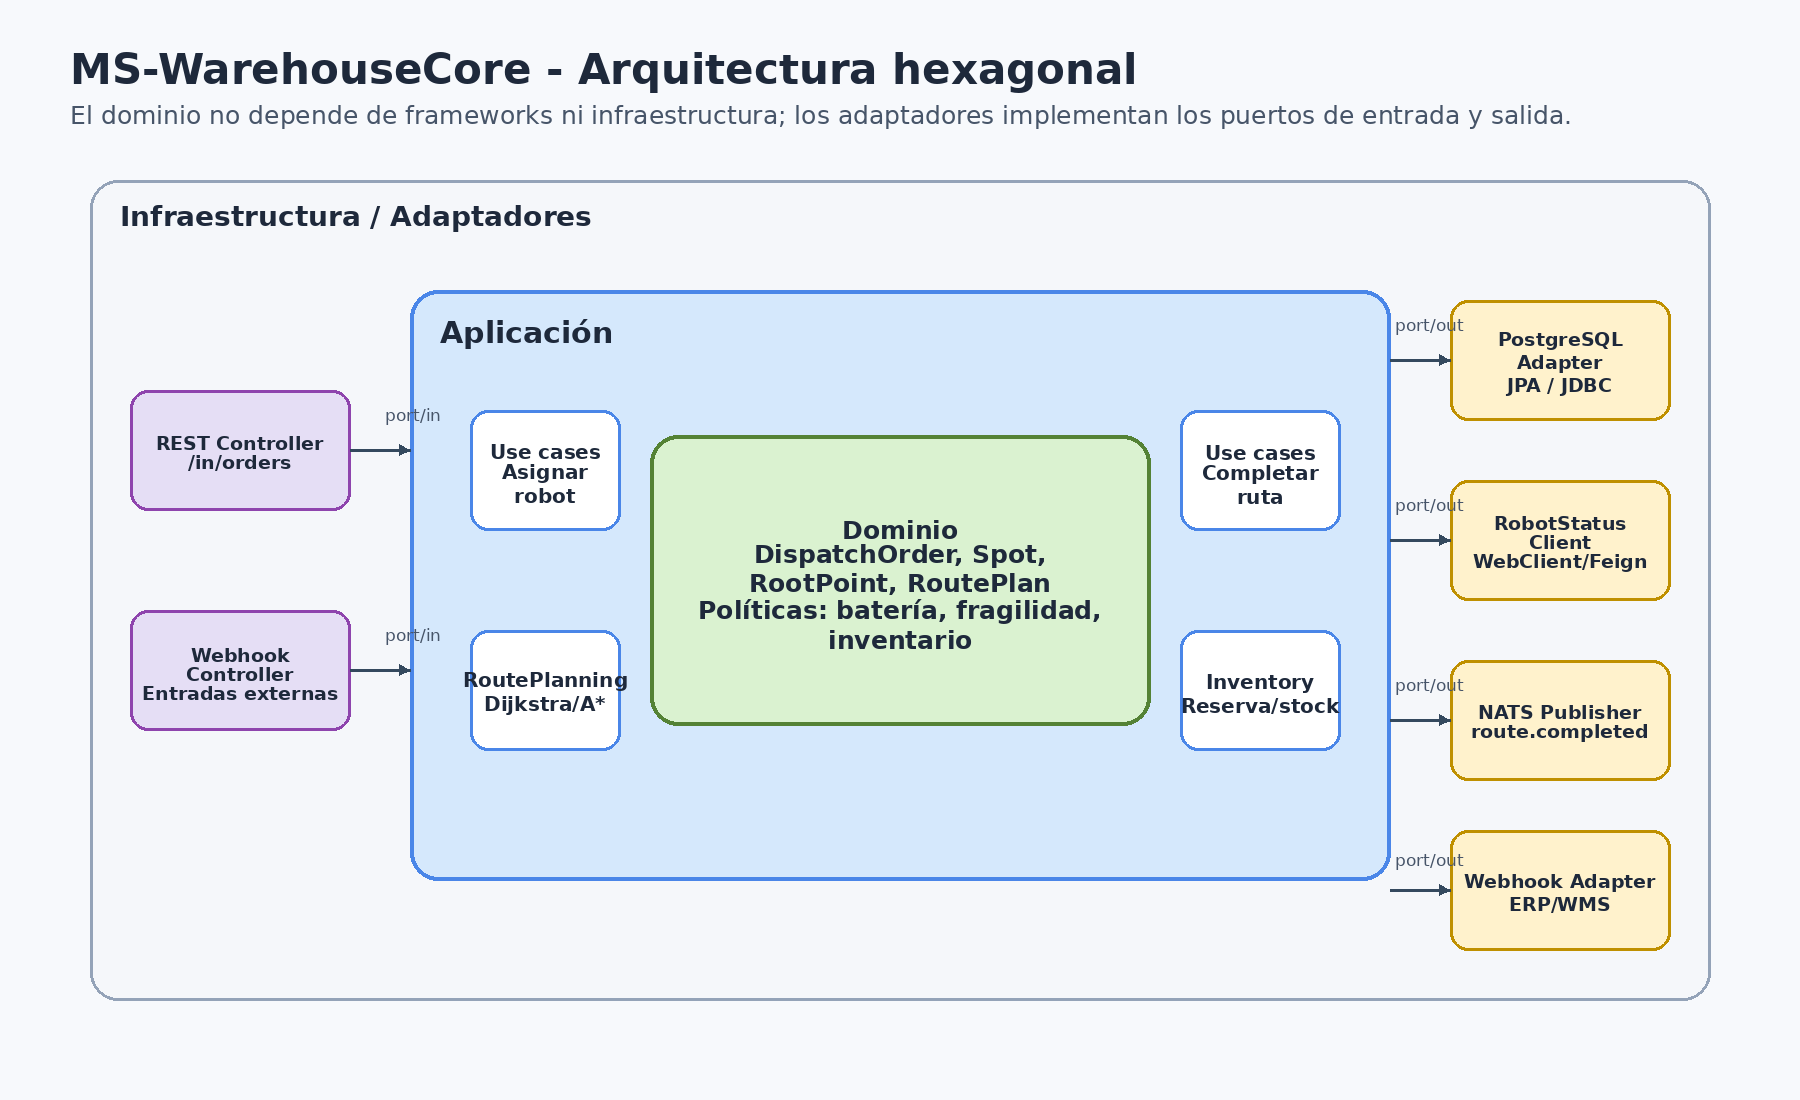 MS-WarehouseCore - Arquitectura hexagonal
El dominio no depende de frameworks ni infraestructura; los adaptadores implementan los puertos de entrada y salida.
Infraestructura / Adaptadores
Aplicación
REST Controller
/in/orders
port/in
Webhook
Controller
Entradas externas
port/in
Use cases
Asignar
robot
RoutePlanning
Dijkstra/A*
Dominio
DispatchOrder, Spot,
RootPoint, RoutePlan
Políticas: batería, fragilidad,
inventario
Use cases
Completar
ruta
Inventory
Reserva/stock
port/out
PostgreSQL
Adapter
JPA / JDBC
port/out
RobotStatus
Client
WebClient/Feign
port/out
NATS Publisher
route.completed
port/out
Webhook Adapter
ERP/WMS